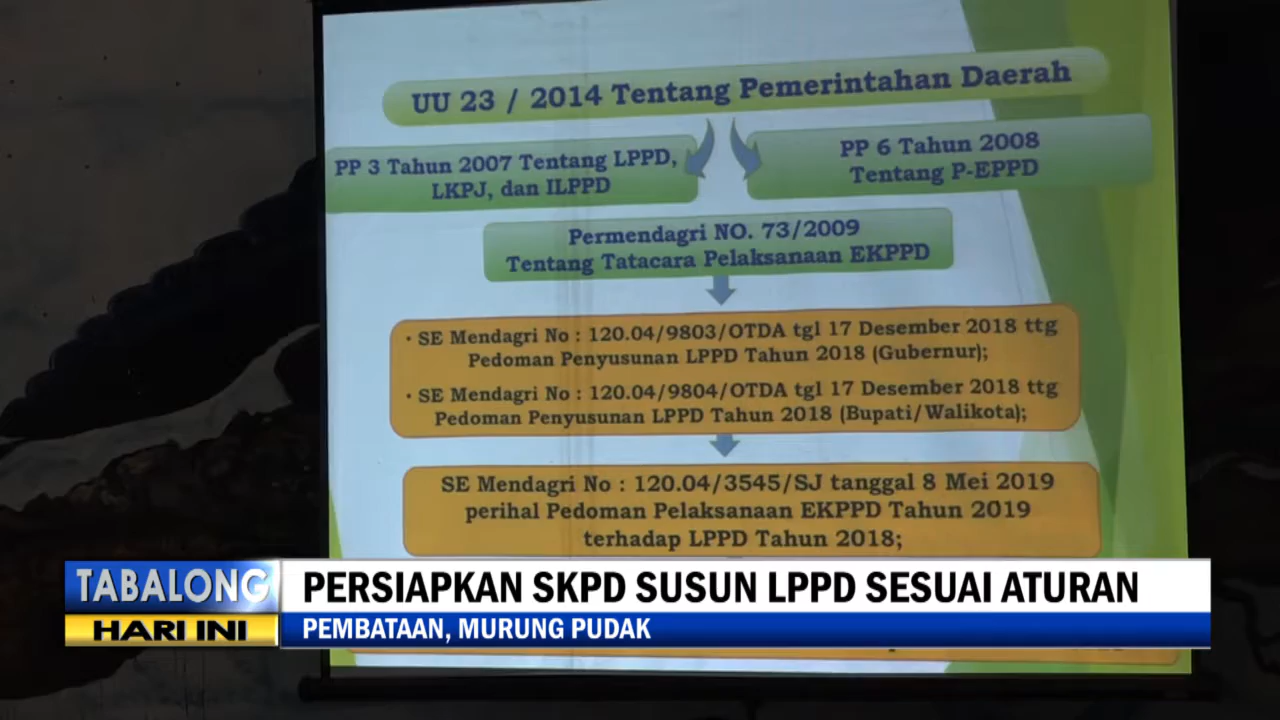 UU 23 / 2014 Tentang Pemerintahan Daerah
PP 3 Tahun 2007 Tentang LPPD,
LKPJ, dan ILPPD
PP 6 Tahun 2008
Tentang P-EPPD
Permendagri NO. 73/2009
Tentang Tatacara Pelaksanaan EKPPD
· SE Mendagri No : 120.04/9803/OTDA tgl 17 Desember 2018 ttg
Pedoman Penyusunan LPPD Tahun 2018 (Gubernur);
· SE Mendagri No : 120.04/9804/OTDA tgl 17 Desember 2018 ttg
Pedoman Penyusunan LPPD Tahun 2018 (Bupati/Walikota);
SE Mendagri No : 120.04/3545/SJ tanggal 8 Mei 2019
perihal Pedoman Pelaksanaan EKPPD Tahun 2019
terhadap LPPD Tahun 2018;
TABALONG
HARI INI
PERSIAPKAN SKPD SUSUN LPPD SESUAI ATURAN
PEMBATAAN, MURUNG PUDAK